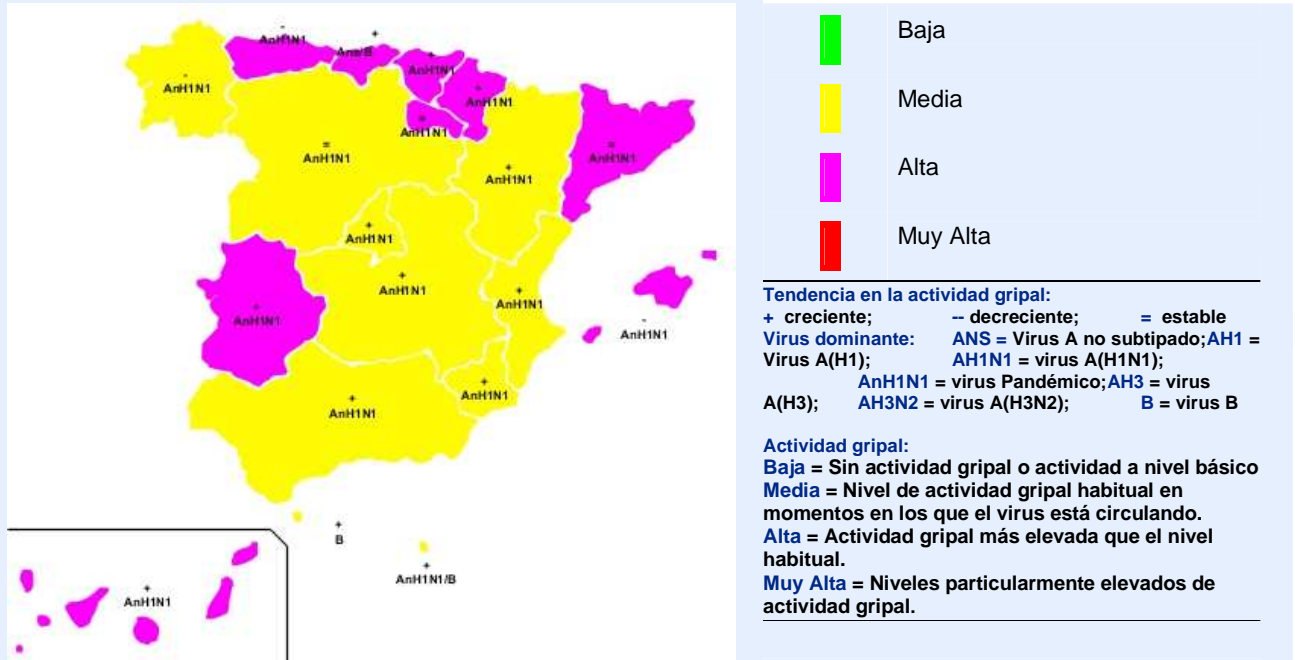 -
AnH1N1
+
+
AnH1N1
-
AnH1N1
+
AnH1N1
=
AnH1N1
=
AnH1N1
=
AnH1N1
+
AnH1N1
+
AnH1N1
+
AnH1N1
+
AnH1N1
+
AnH1N1
-
AnH1N1
+
AnH1N1
+
AnH1N1
+
B
+
AnH1N1/B
+
AnH1N1
Baja
Media
Alta
Muy Alta
Tendencia en la actividad gripal:
+ creciente; -- decreciente; = estable
Virus dominante: ANS = Virus A no subtipado;AH1 =
Virus A(H1); AH1N1 = virus A(H1N1);
AnH1N1 = virus Pandémico;AH3 = virus
A(H3); AH3N2 = virus A(H3N2); B = virus B
Actividad gripal:
Baja = Sin actividad gripal o actividad a nivel básico
Media = Nivel de actividad gripal habitual en
momentos en los que el virus está circulando.
Alta = Actividad gripal más elevada que el nivel
habitual.
Muy Alta = Niveles particularmente elevados de
actividad gripal.